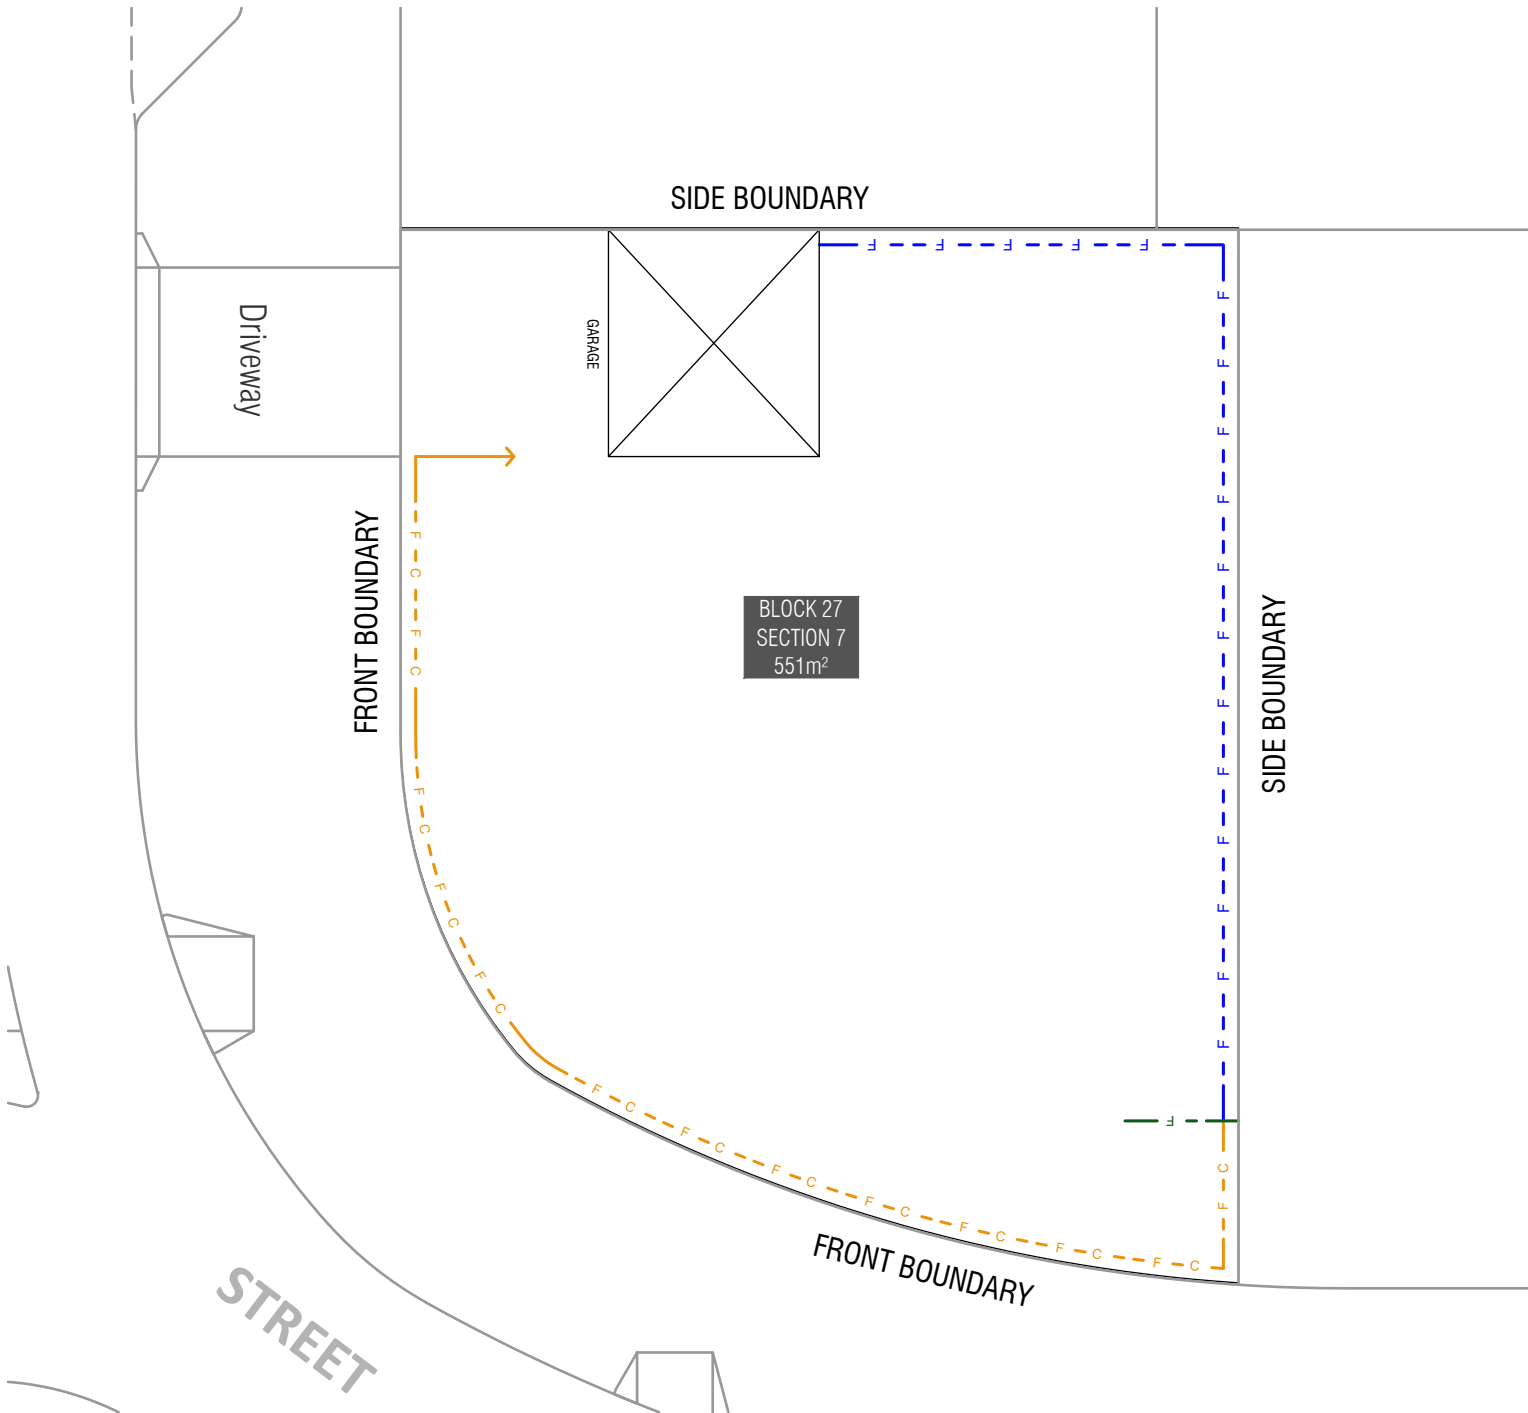 SIDE BOUNDARY
F F F F F
Driveway
GARAGE
F F F F F F F F F F F F
FRONT BOUNDARY
F C F C
BLOCK 27
SECTION 7
551m²
SIDE BOUNDARY
F C F C F C
F C F C F C F C F C F C F C
F
C F
FRONT BOUNDARY
STREET